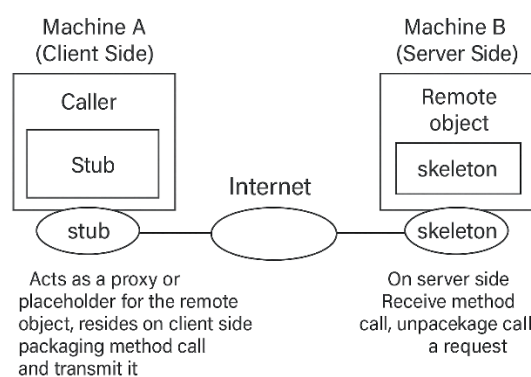 Machine A
(Client Side)
Caller
Stub
stub
Acts as a proxy or
placeholder for the remote
object, resides on client side
packaging method call
and transmit it
Internet
Machine B
(Server Side)
Remote
object
skeleton
skeleton
On server side
Receive method
call, unpacekage call
a request